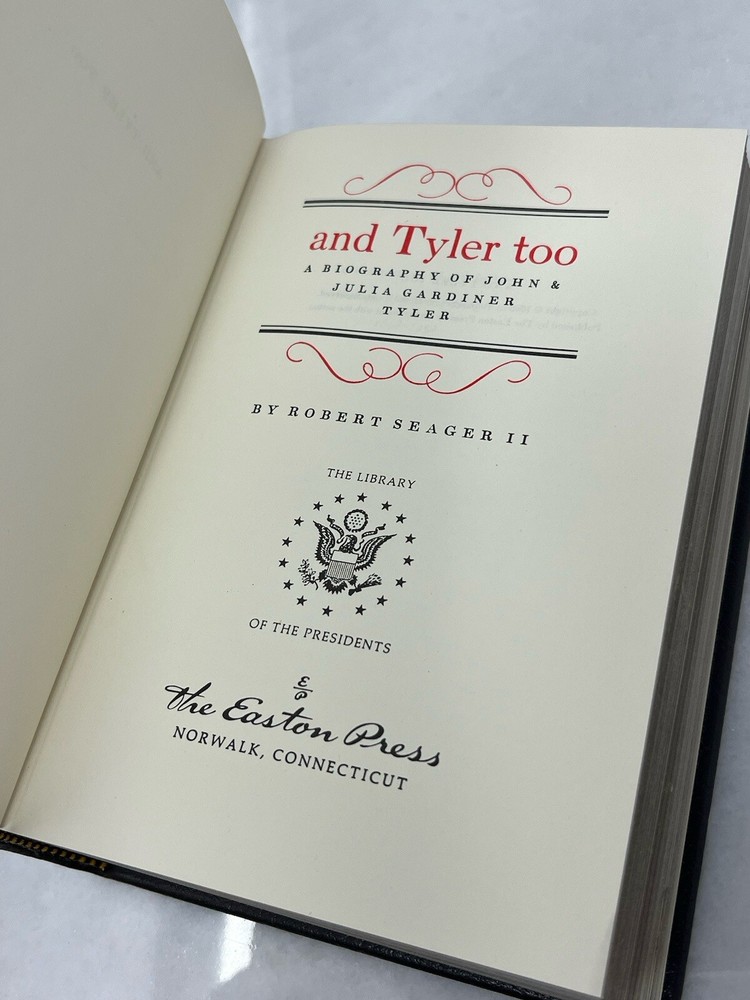 and Tyler too
A BIOGRAPHY OF JOHN &
JULIA GARDINER
TYLER
BY ROBERT SEAGER II
THE LIBRARY
OF THE PRESIDENTS
E/P
The Easton Press
NORWALK, CONNECTICUT